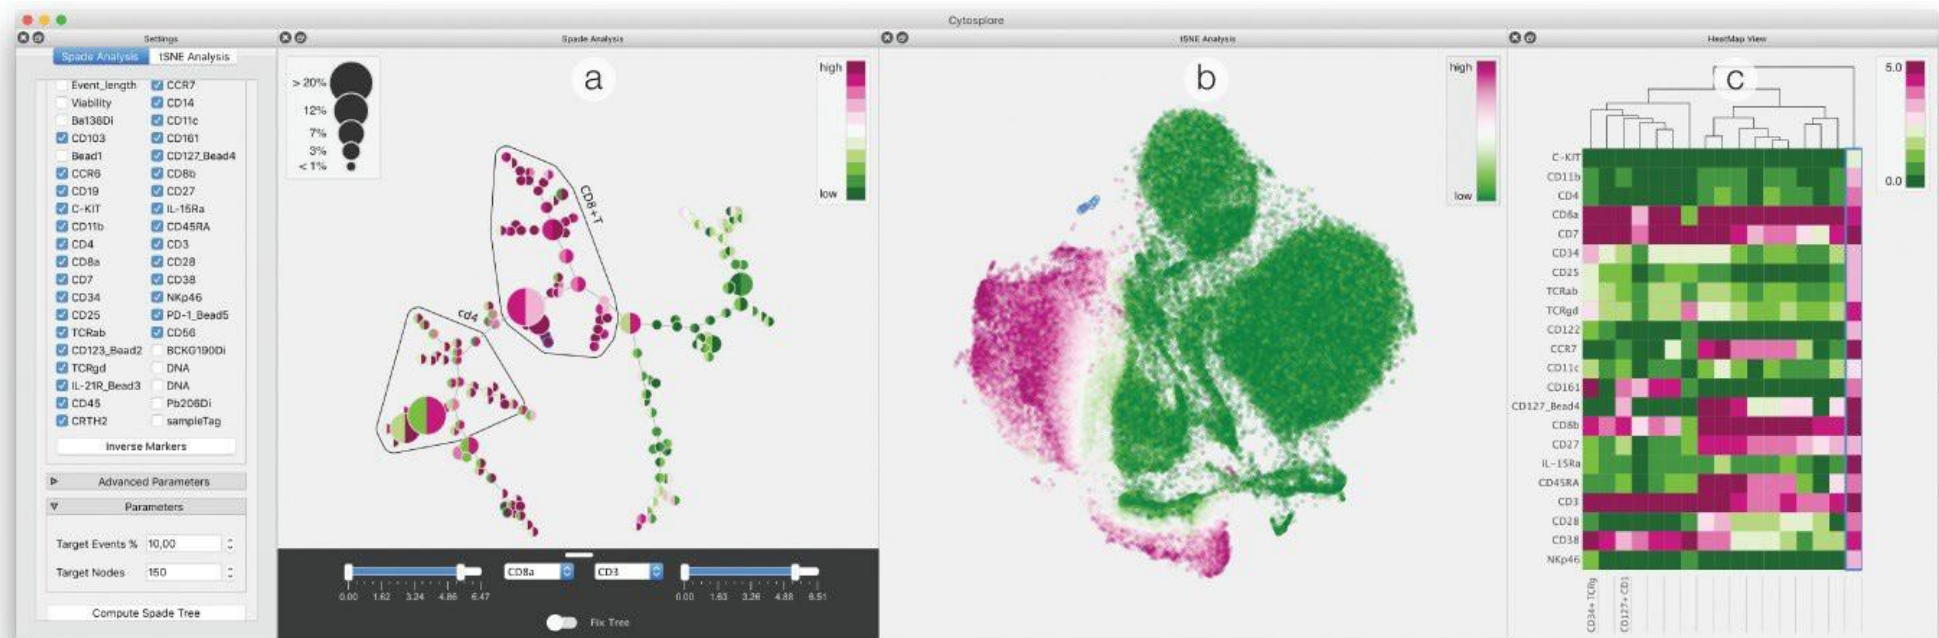 Cytosplore
Settings
Spade Analysis
tSNE Analysis
HeatMap View
Spade Analysis tSNE Analysis
Event_length CCR7
Viability CD14
Ba138Di CD11c
CD103 CD161
Bead1 CD127_Bead4
CCR6 CD8b
CD19 CD27
C-KIT IL-15Ra
CD11b CD45RA
CD4 CD3
CD8a CD28
CD7 CD38
CD34 NKp46
CD25 PD-1_Bead5
TCRab CD56
CD123_Bead2 BCKG190Di
TCRgd DNA
IL-21R_Bead3 DNA
CD45 Pb206Di
CRTH2 sampleTag
Inverse Markers
Advanced Parameters
Parameters
Target Events % 10,00
Target Nodes 150
Compute Spade Tree
a
> 20%
12%
7%
3%
< 1%
high
low
CD8+T
cd4
CD8a CD3
0.00 1.62 3.24 4.86 6.47
0.00 1.63 3.26 4.88 6.51
Fix Tree
b
high
low
c
5.0
0.0
C-KIT
CD11b
CD4
CD8a
CD7
CD34
CD25
TCRab
TCRgd
CD122
CCR7
CD11c
CD161
CD127_Bead4
CD8b
CD27
IL-15Ra
CD45RA
CD3
CD28
CD38
NKp46
CD34+ TCRg
CD127+ CD1